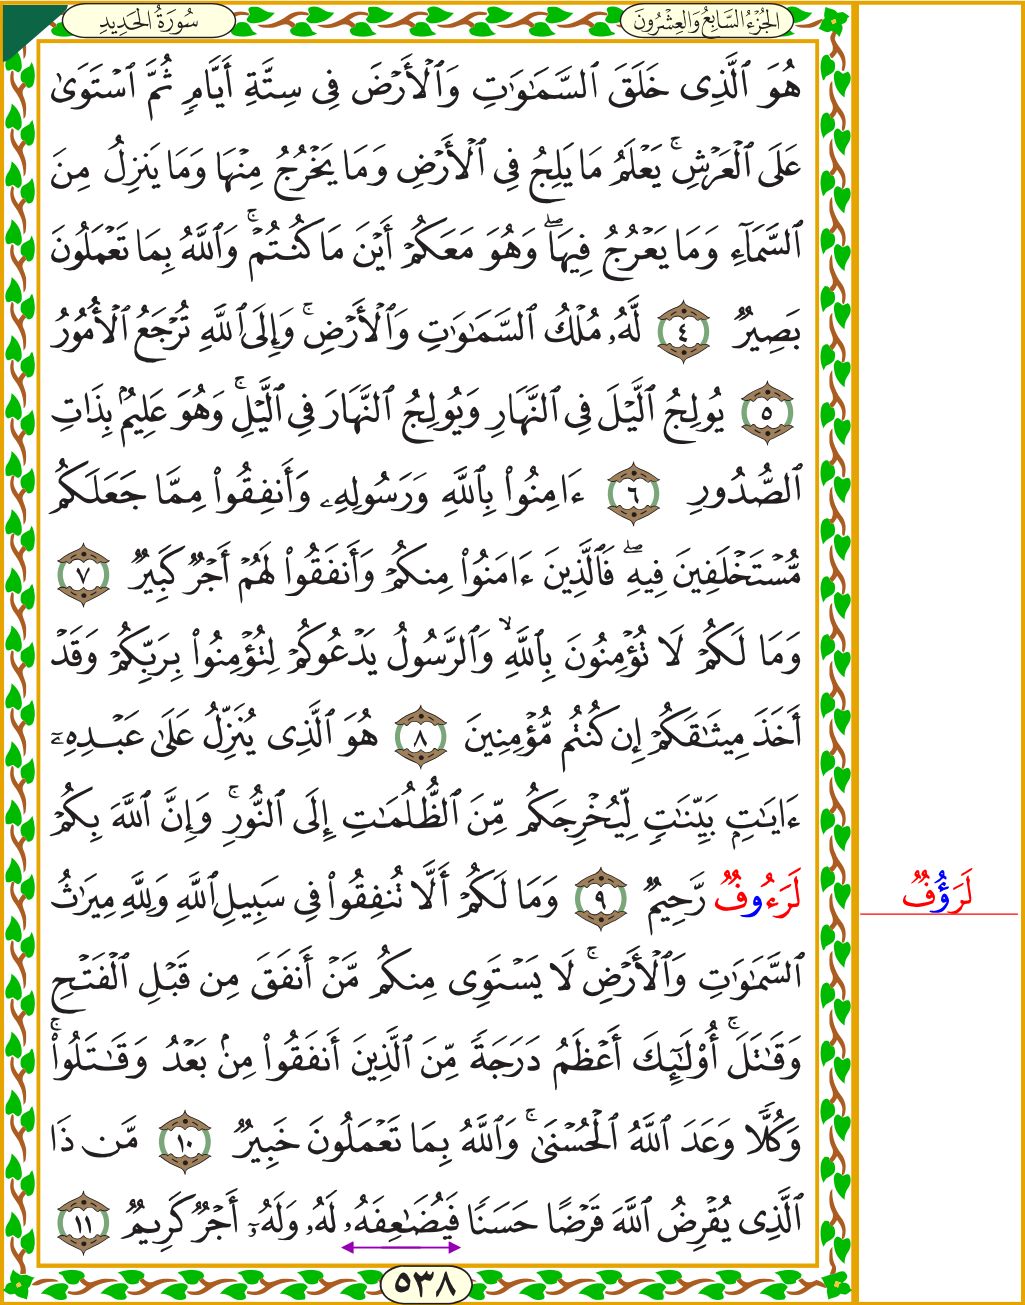 سُورَةُ الحَدِيدِ
الجُزءُ السَّابِعُ وَالعِشْرُونَ
هُوَ ٱلَّذِى خَلَقَ ٱلسَّمَـٰوَٰتِ وَٱلْأَرْضَ فِى سِتَّةِ أَيَّامٍ ثُمَّ ٱسْتَوَىٰ
عَلَى ٱلْعَرْشِ ۚ يَعْلَمُ مَا يَلِجُ فِى ٱلْأَرْضِ وَمَا يَخْرُجُ مِنْهَا وَمَا يَنزِلُ مِنَ
ٱلسَّمَآءِ وَمَا يَعْرُجُ فِيهَا ۖ وَهُوَ مَعَكُمْ أَيْنَ مَا كُنتُمْ ۚ وَٱللَّهُ بِمَا تَعْمَلُونَ
بَصِيرٌ ٤ لَّهُۥ مُلْكُ ٱلسَّمَـٰوَٰتِ وَٱلْأَرْضِ ۚ وَإِلَى ٱللَّهِ تُرْجَعُ ٱلْأُمُورُ
٥ يُولِجُ ٱلَّيْلَ فِى ٱلنَّهَارِ وَيُولِجُ ٱلنَّهَارَ فِى ٱلَّيْلِ ۚ وَهُوَ عَلِيمٌۢ بِذَاتِ
ٱلصُّدُورِ ٦ ءَامِنُوا۟ بِٱللَّهِ وَرَسُولِهِۦ وَأَنفِقُوا۟ مِمَّا جَعَلَكُم
مُّسْتَخْلَفِينَ فِيهِ ۖ فَٱلَّذِينَ ءَامَنُوا۟ مِنكُمْ وَأَنفَقُوا۟ لَهُمْ أَجْرٌ كَبِيرٌ ٧
وَمَا لَكُمْ لَا تُؤْمِنُونَ بِٱللَّهِ ۙ وَٱلرَّسُولُ يَدْعُوكُمْ لِتُؤْمِنُوا۟ بِرَبِّكُمْ وَقَدْ
أَخَذَ مِيثَـٰقَكُمْ إِن كُنتُم مُّؤْمِنِينَ ٨ هُوَ ٱلَّذِى يُنَزِّلُ عَلَىٰ عَبْدِهِۦٓ
ءَايَـٰتٍۭ بَيِّنَـٰتٍ لِّيُخْرِجَكُم مِّنَ ٱلظُّلُمَـٰتِ إِلَى ٱلنُّورِ ۚ وَإِنَّ ٱللَّهَ بِكُمْ
لَرَءُوفٌ رَّحِيمٌ ٩ وَمَا لَكُمْ أَلَّا تُنفِقُوا۟ فِى سَبِيلِ ٱللَّهِ وَلِلَّهِ مِيرَٰثُ
لَرَؤُفٌ
ٱلسَّمَـٰوَٰتِ وَٱلْأَرْضِ ۚ لَا يَسْتَوِى مِنكُم مَّنْ أَنفَقَ مِن قَبْلِ ٱلْفَتْحِ
وَقَـٰتَلَ ۚ أُو۟لَـٰٓئِكَ أَعْظَمُ دَرَجَةً مِّنَ ٱلَّذِينَ أَنفَقُوا۟ مِنۢ بَعْدُ وَقَـٰتَلُوا۟ ۚ
وَكُلًّا وَعَدَ ٱللَّهُ ٱلْحُسْنَىٰ ۚ وَٱللَّهُ بِمَا تَعْمَلُونَ خَبِيرٌ ١٠ مَّن ذَا
ٱلَّذِى يُقْرِضُ ٱللَّهَ قَرْضًا حَسَنًا فَيُضَـٰعِفَهُۥ لَهُۥ وَلَهُۥٓ أَجْرٌ كَرِيمٌ ١١
٥٣٨